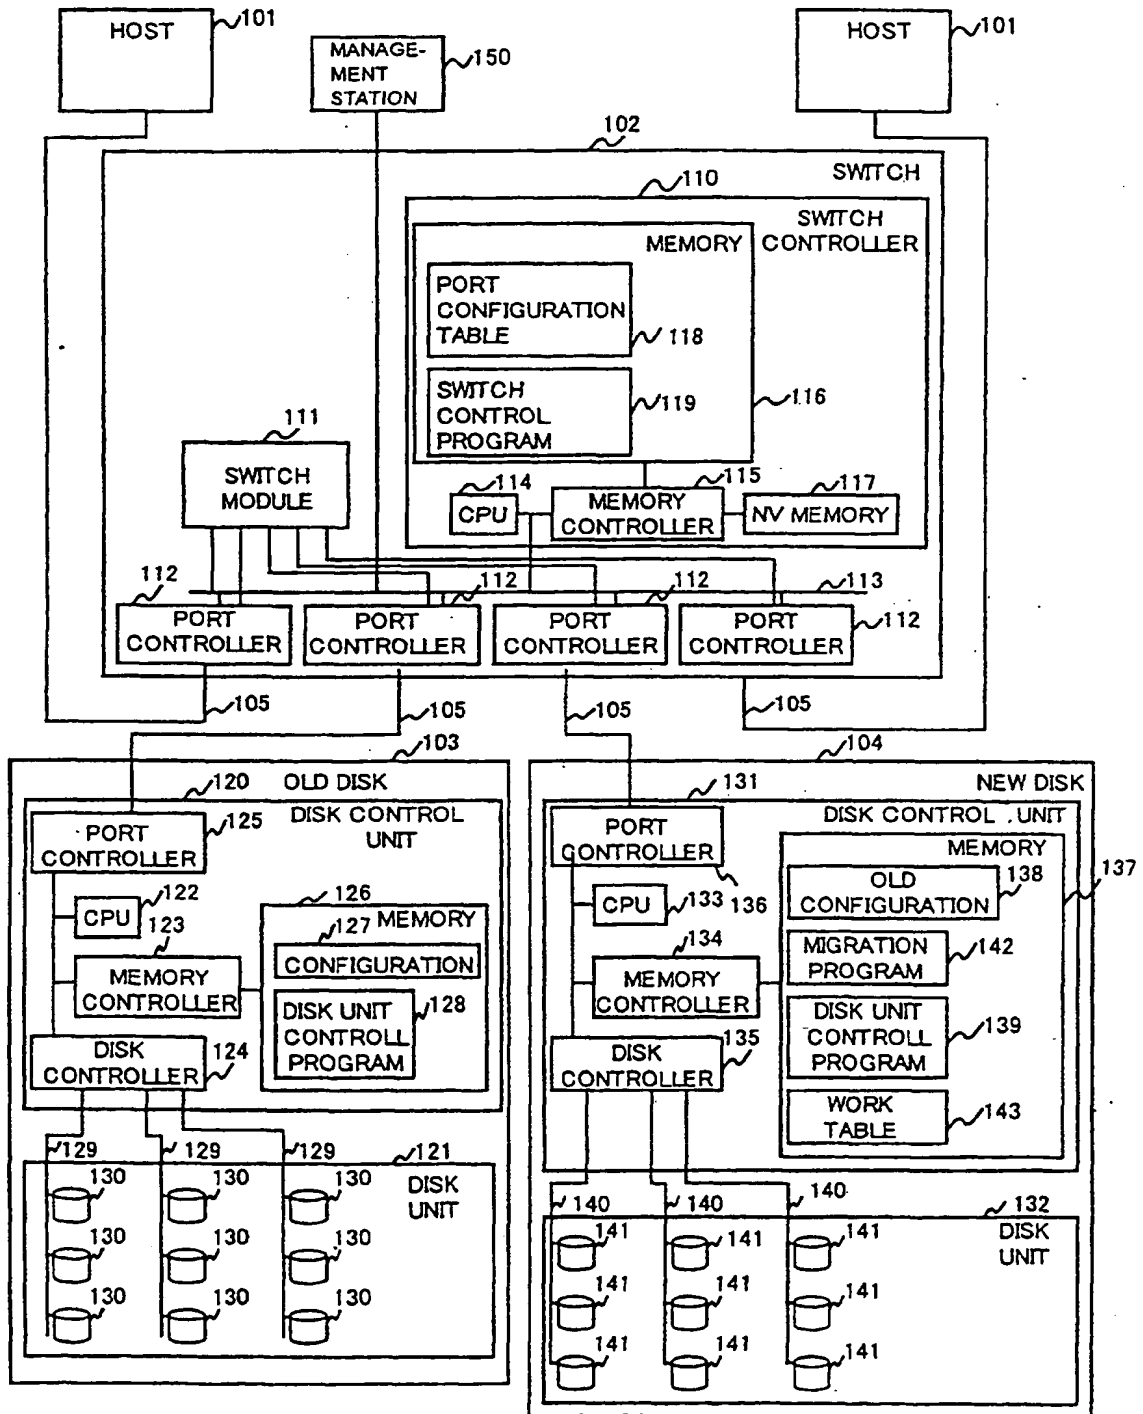 HOST
101
MANAGE-
MENT
STATION
150
HOST
101
102
SWITCH
110
SWITCH
CONTROLLER
MEMORY
PORT
CONFIGURATION
TABLE
118
SWITCH
CONTROL
PROGRAM
119
116
111
SWITCH
MODULE
114
CPU
115
MEMORY
CONTROLLER
117
NV MEMORY
113
112
PORT
CONTROLLER
112
PORT
CONTROLLER
112
PORT
CONTROLLER
PORT
CONTROLLER
112
105
105
105
105
103
OLD DISK
120
DISK CONTROL
UNIT
PORT
CONTROLLER
125
CPU
122
123
MEMORY
CONTROLLER
126
MEMORY
127
CONFIGURATION
DISK UNIT
CONTROLL
PROGRAM
128
DISK
CONTROLLER
124
129
129
129
121
DISK
UNIT
130
130
130
130
130
130
130
130
130
104
NEW DISK
131
DISK CONTROL UNIT
PORT
CONTROLLER
136
CPU
133
134
MEMORY
CONTROLLER
MEMORY
137
OLD
CONFIGURATION
138
MIGRATION
PROGRAM
142
DISK UNIT
CONTROLL
PROGRAM
139
WORK
TABLE
143
DISK
CONTROLLER
135
140
140
140
132
DISK
UNIT
141
141
141
141
141
141
141
141
141